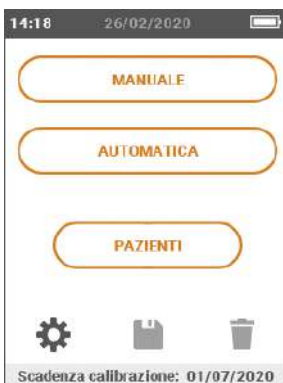 14:18 26/02/2020
MANUALE
AUTOMATICA
PAZIENTI
Scadenza calibrazione: 01/07/2020